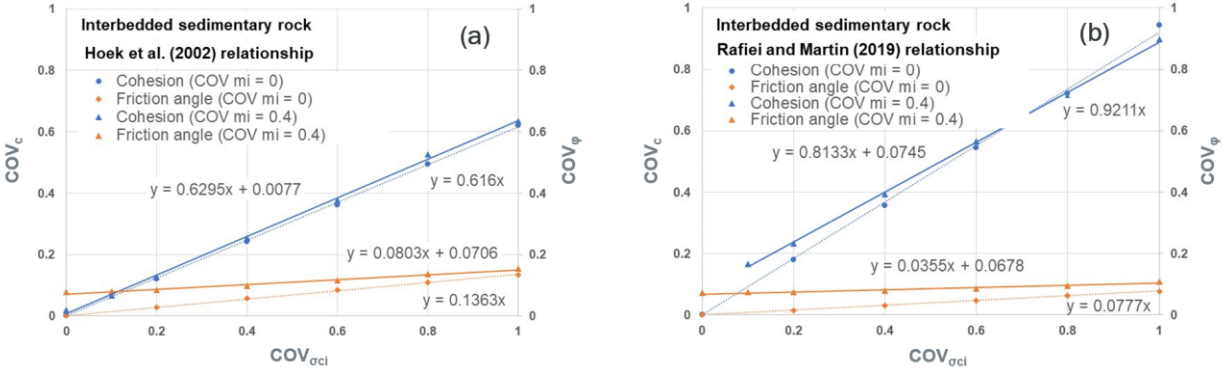 Interbedded sedimentary rock
(a)
Hoek et al. (2002) relationship
Cohesion (COV mi = 0)
Friction angle (COV mi = 0)
Cohesion (COV mi = 0.4)
Friction angle (COV mi = 0.4)
1
0.8
0.6
0.4
0.2
0
COVc
1
0.8
0.6
0.4
0.2
0
COVφ
y = 0.6295x + 0.0077
y = 0.616x
y = 0.0803x + 0.0706
y = 0.1363x
0 0.2 0.4 0.6 0.8 1
COVσci
Interbedded sedimentary rock
(b)
Rafiei and Martin (2019) relationship
Cohesion (COV mi = 0)
Friction angle (COV mi = 0)
Cohesion (COV mi = 0.4)
Friction angle (COV mi = 0.4)
1
0.8
0.6
0.4
0.2
0
COVc
1
0.8
0.6
0.4
0.2
0
COVφ
y = 0.9211x
y = 0.8133x + 0.0745
y = 0.0355x + 0.0678
y = 0.0777x
0 0.2 0.4 0.6 0.8 1
COVσci